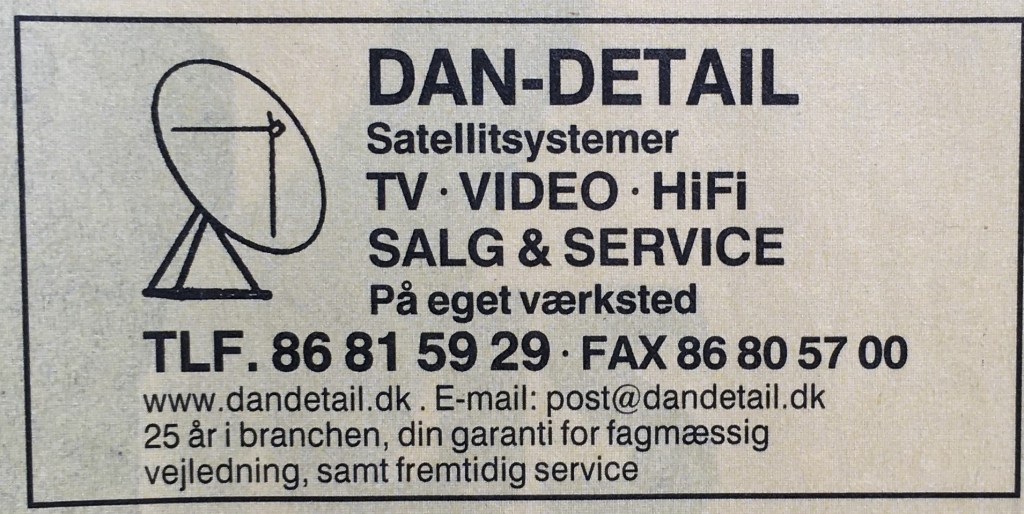 DAN-DETAIL
Satellitsystemer
TV · VIDEO · HiFi
SALG & SERVICE
På eget værksted
TLF. 86 81 59 29 · FAX 86 80 57 00
www.dandetail.dk . E-mail: post@dandetail.dk
25 år i branchen, din garanti for fagmæssig
vejledning, samt fremtidig service